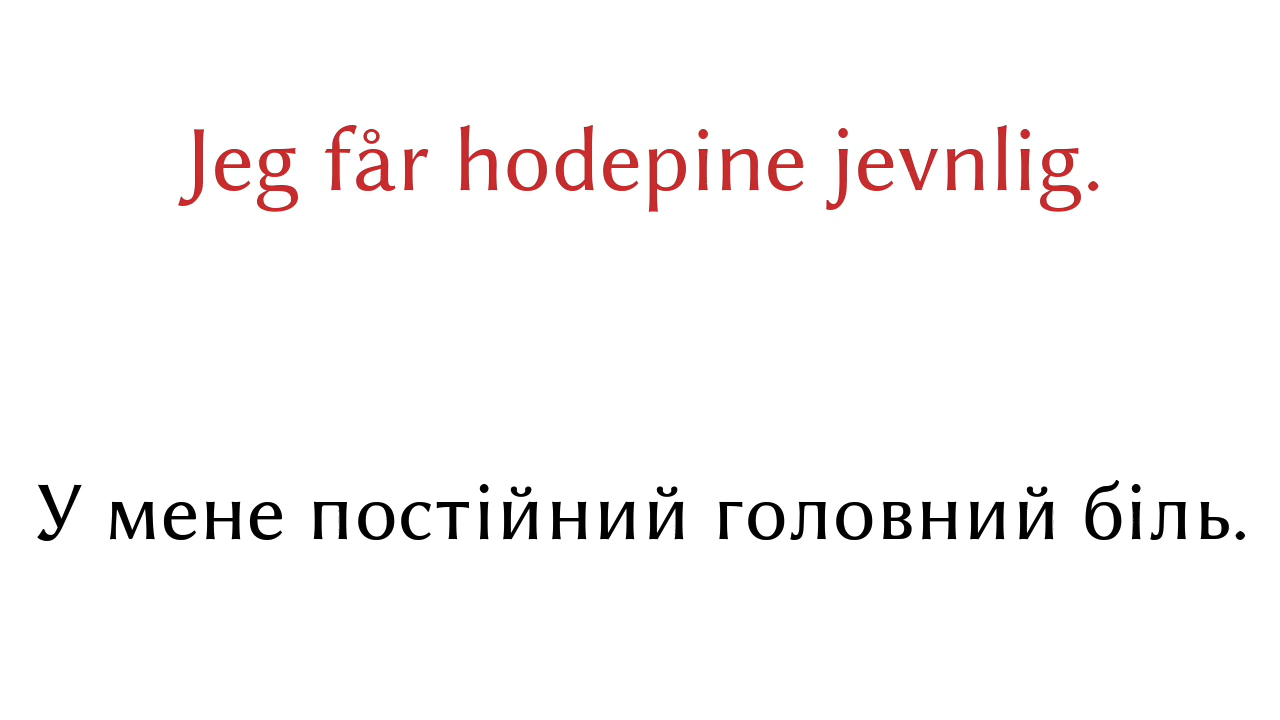 Jeg får hodepine jevnlig.
У мене постійний головний біль.